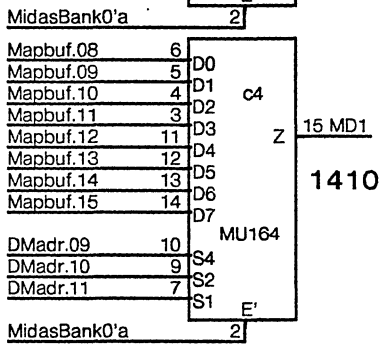 MidasBank0'a 2
Mapbuf.08 6 D0
Mapbuf.09 5 D1
Mapbuf.10 4 D2 c4
Mapbuf.11 3 D3
Mapbuf.12 11 D4 Z 15 MD1
Mapbuf.13 12 D5
Mapbuf.14 13 D6 1410
Mapbuf.15 14 D7
MU164
DMadr.09 10 S4
DMadr.10 9 S2
DMadr.11 7 S1
E'
MidasBank0'a 2